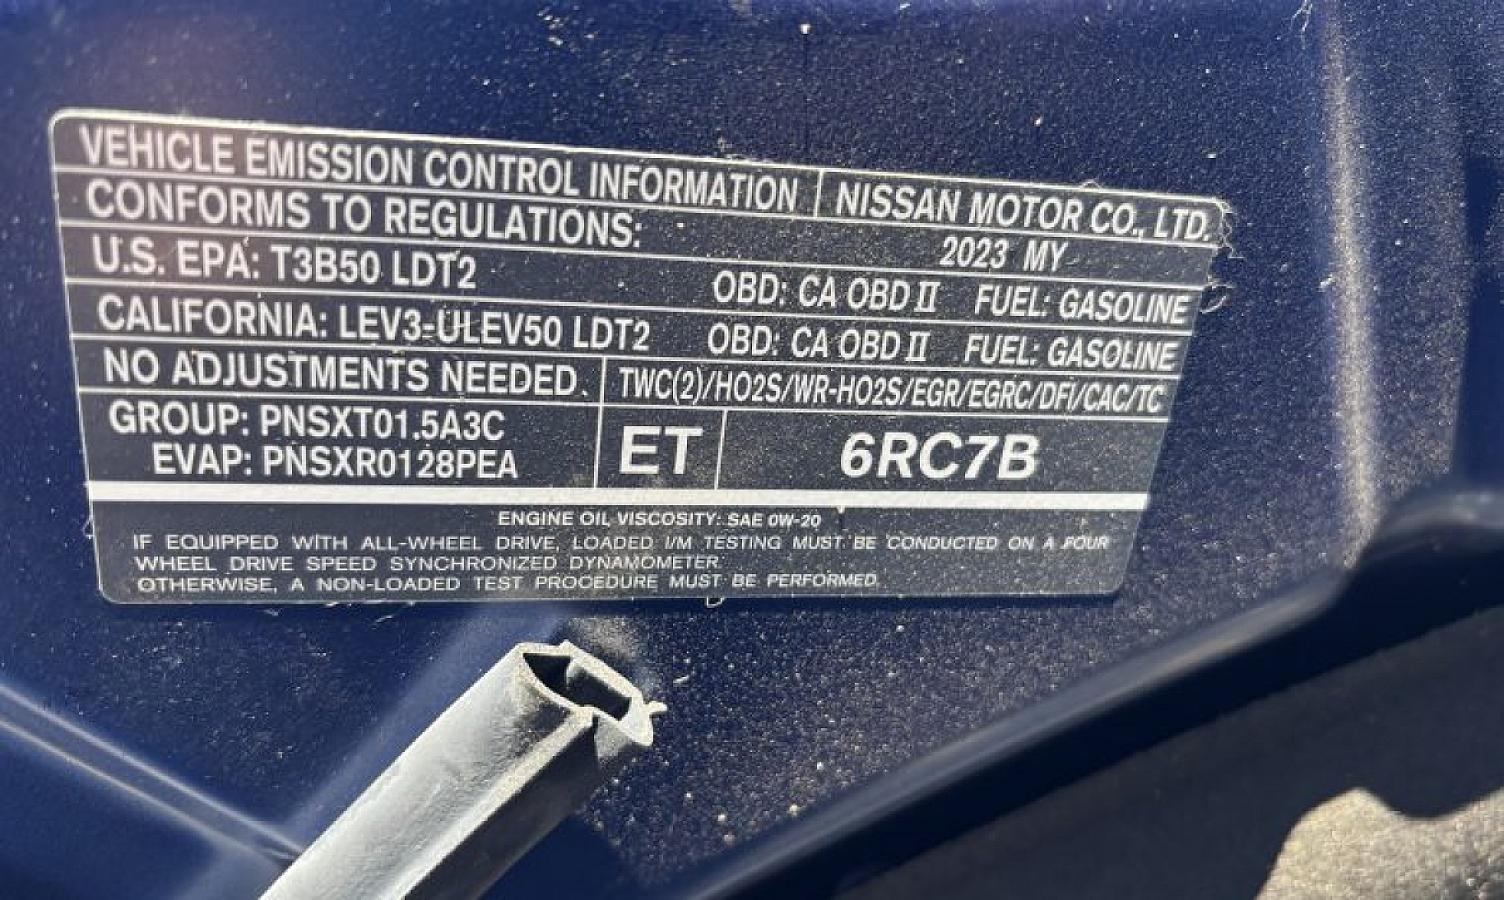 VEHICLE EMISSION CONTROL INFORMATION NISSAN MOTOR CO., LTD.
CONFORMS TO REGULATIONS: 2023 MY
U.S. EPA: T3B50 LDT2 OBD: CA OBD II FUEL: GASOLINE
CALIFORNIA: LEV3-ULEV50 LDT2 OBD: CA OBD II FUEL: GASOLINE
NO ADJUSTMENTS NEEDED. TWC(2)/HO2S/WR-HO2S/EGR/EGRC/DFI/CAC/TC
GROUP: PNSXT01.5A3C
EVAP: PNSXR0128PEA
ET 6RC7B
ENGINE OIL VISCOSITY: SAE 0W-20
IF EQUIPPED WITH ALL-WHEEL DRIVE, LOADED I/M TESTING MUST BE CONDUCTED ON A FOUR
WHEEL DRIVE SPEED SYNCHRONIZED DYNAMOMETER.
OTHERWISE, A NON-LOADED TEST PROCEDURE MUST BE PERFORMED.